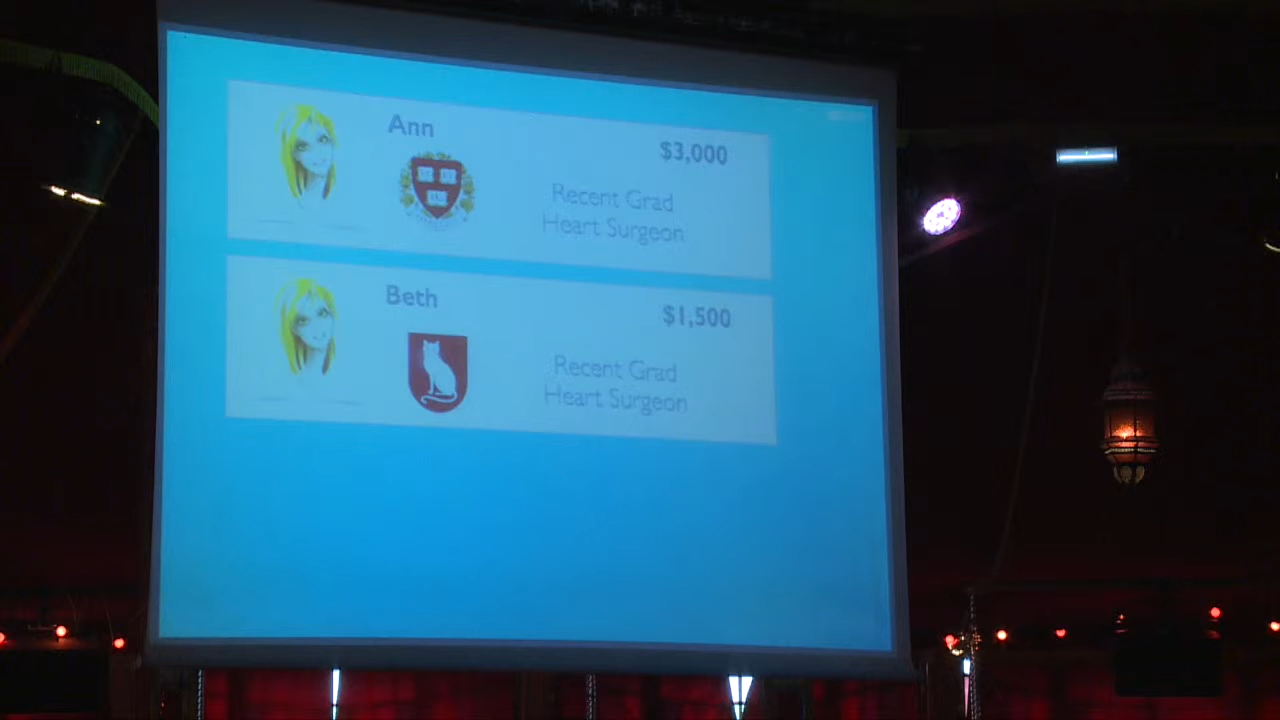 Ann
$3,000
Recent Grad
Heart Surgeon
Beth
$1,500
Recent Grad
Heart Surgeon